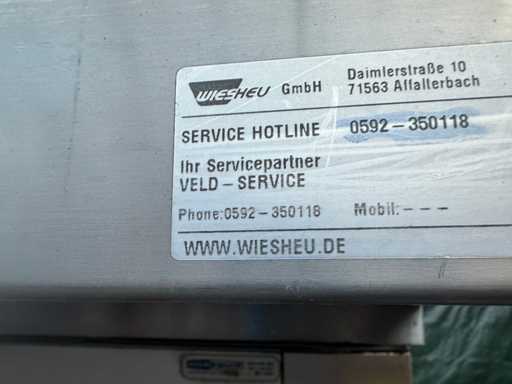 WIESHEU GmbH
Daimlerstraße 10
71563 Affalterbach
SERVICE HOTLINE 0592-350118
Ihr Servicepartner
VELD-SERVICE
Phone:0592-350118 Mobil:---
WWW.WIESHEU.DE